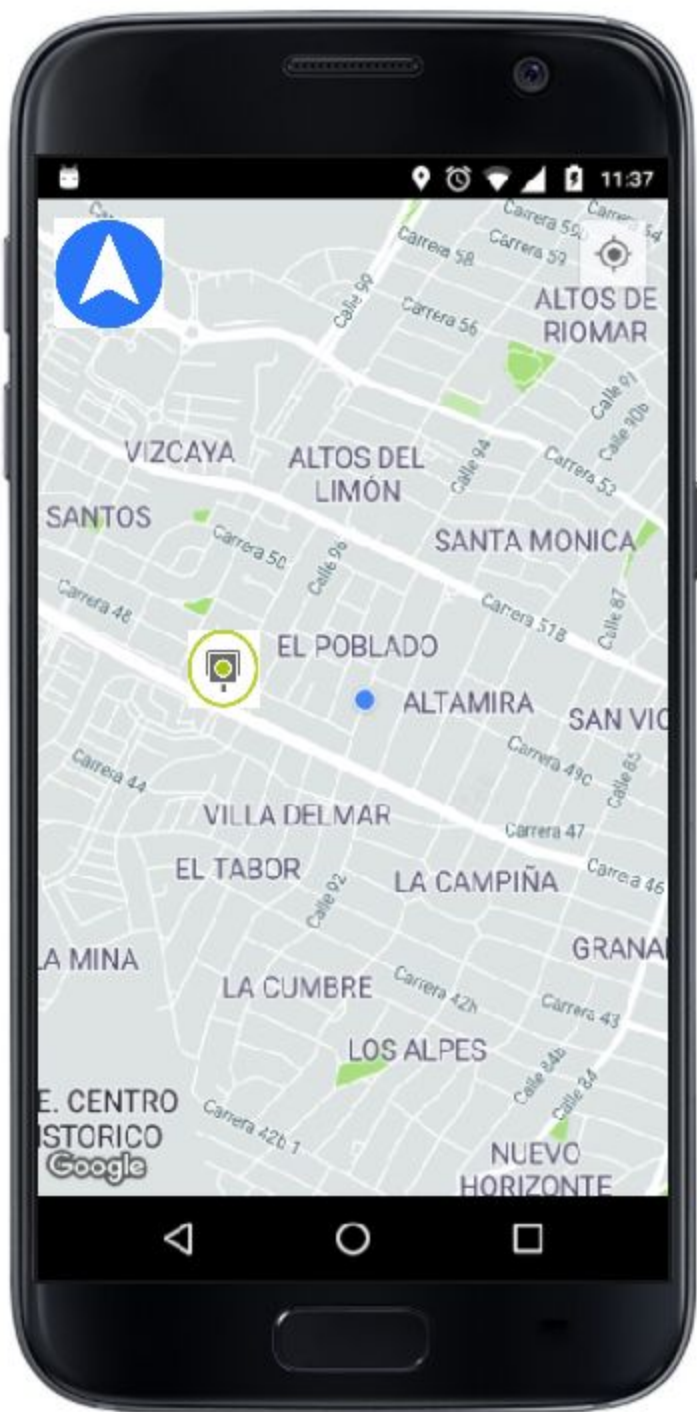 11:37
Carrera 59
Carrera 54
Carrera 58
Carrera 59
Calle 99
ALTOS DE
RIOMAR
Carrera 56
Calle 91
Calle 90b
VIZCAYA
ALTOS DEL
LIMÓN
Calle 94
Carrera 53
SANTOS
Carrera 50
Calle 96
SANTA MONICA
Carrera 48
Carrera 51B
Calle 87
EL POBLADO
ALTAMIRA
SAN VIC
Carrera 44
Carrera 49c
Calle 85
VILLA DELMAR
Carrera 47
EL TABOR
LA CAMPIÑA
Carrera 46
Calle 92
LA MINA
GRANA
LA CUMBRE
Carrera 42h
Carrera 43
LOS ALPES
Calle 84b
Calle 84
E. CENTRO
ISTORICO
Carrera 42b 1
Google
NUEVO
HORIZONTE